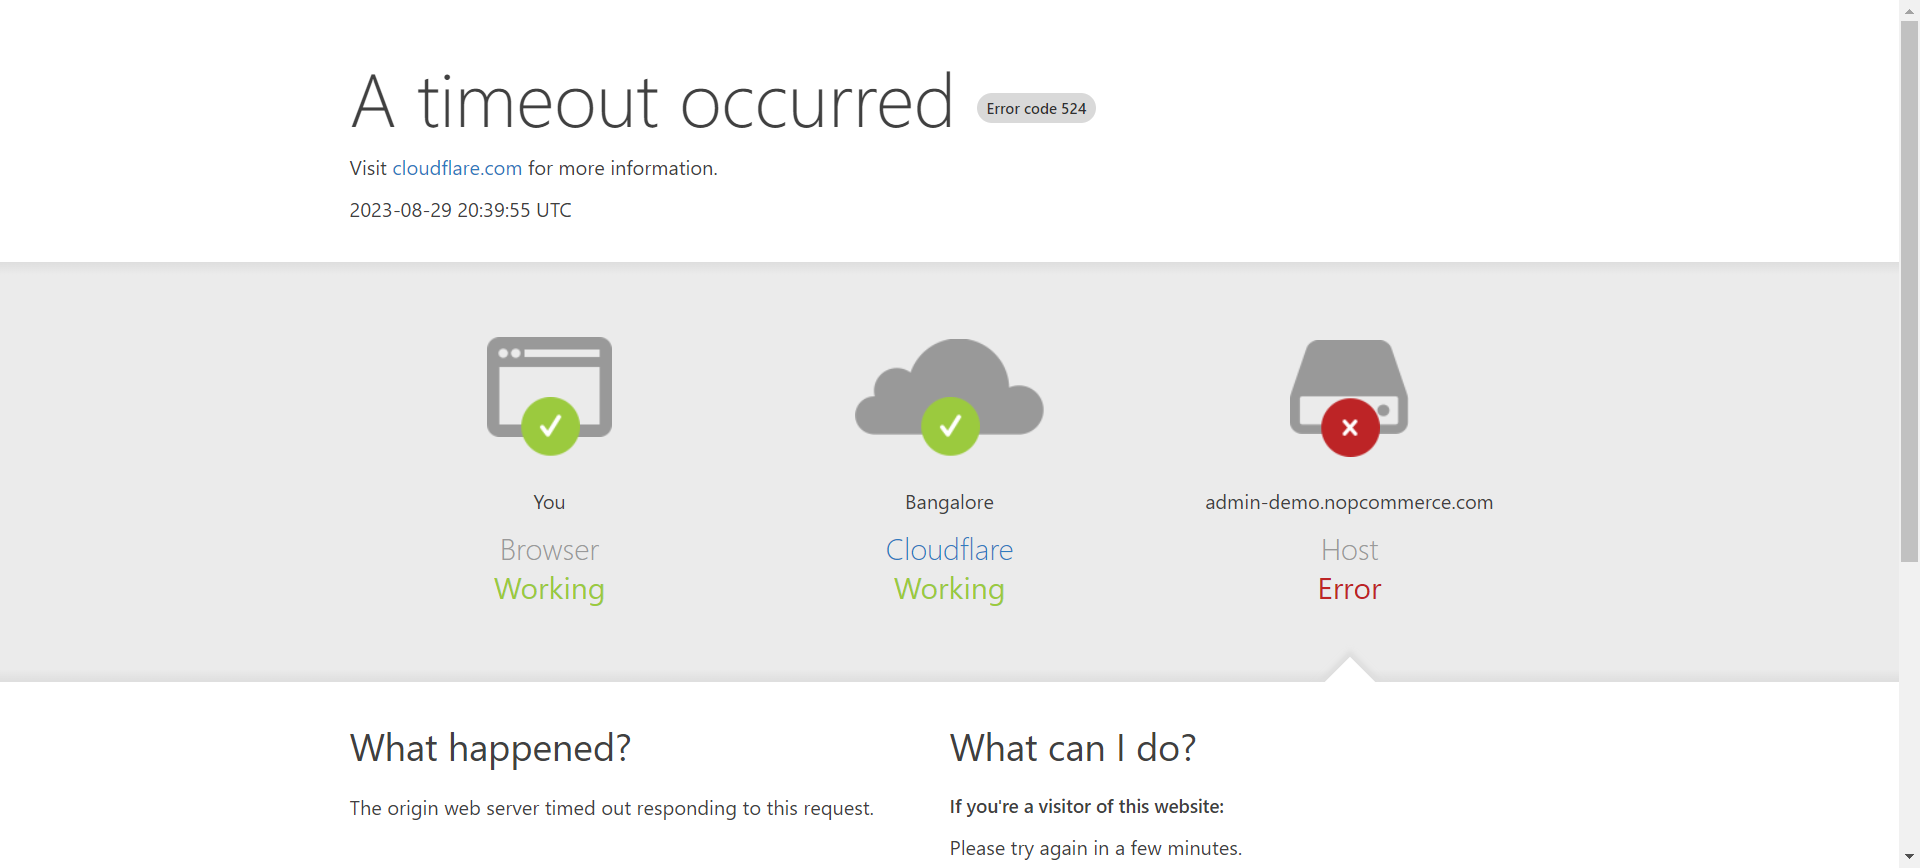 A timeout occurred Error code 524
Visit cloudflare.com for more information.
2023-08-29 20:39:55 UTC
You
Browser
Working
Bangalore
Cloudflare
Working
admin-demo.nopcommerce.com
Host
Error
What happened?
The origin web server timed out responding to this request.
What can I do?
If you're a visitor of this website:
Please try again in a few minutes.